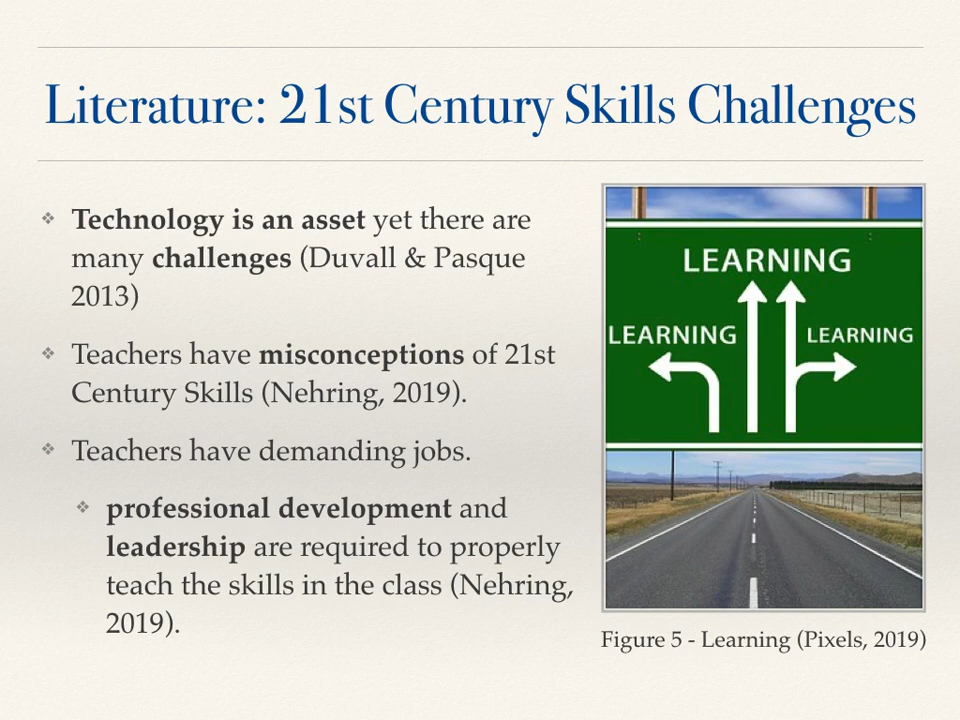 Literature: 21st Century Skills Challenges
Technology is an asset yet there are
many challenges (Duvall & Pasque
2013)
Teachers have misconceptions of 21st
Century Skills (Nehring, 2019).
Teachers have demanding jobs.
professional development and
leadership are required to properly
teach the skills in the class (Nehring,
2019).
LEARNING
LEARNING
LEARNING
Figure 5 - Learning (Pixels, 2019)